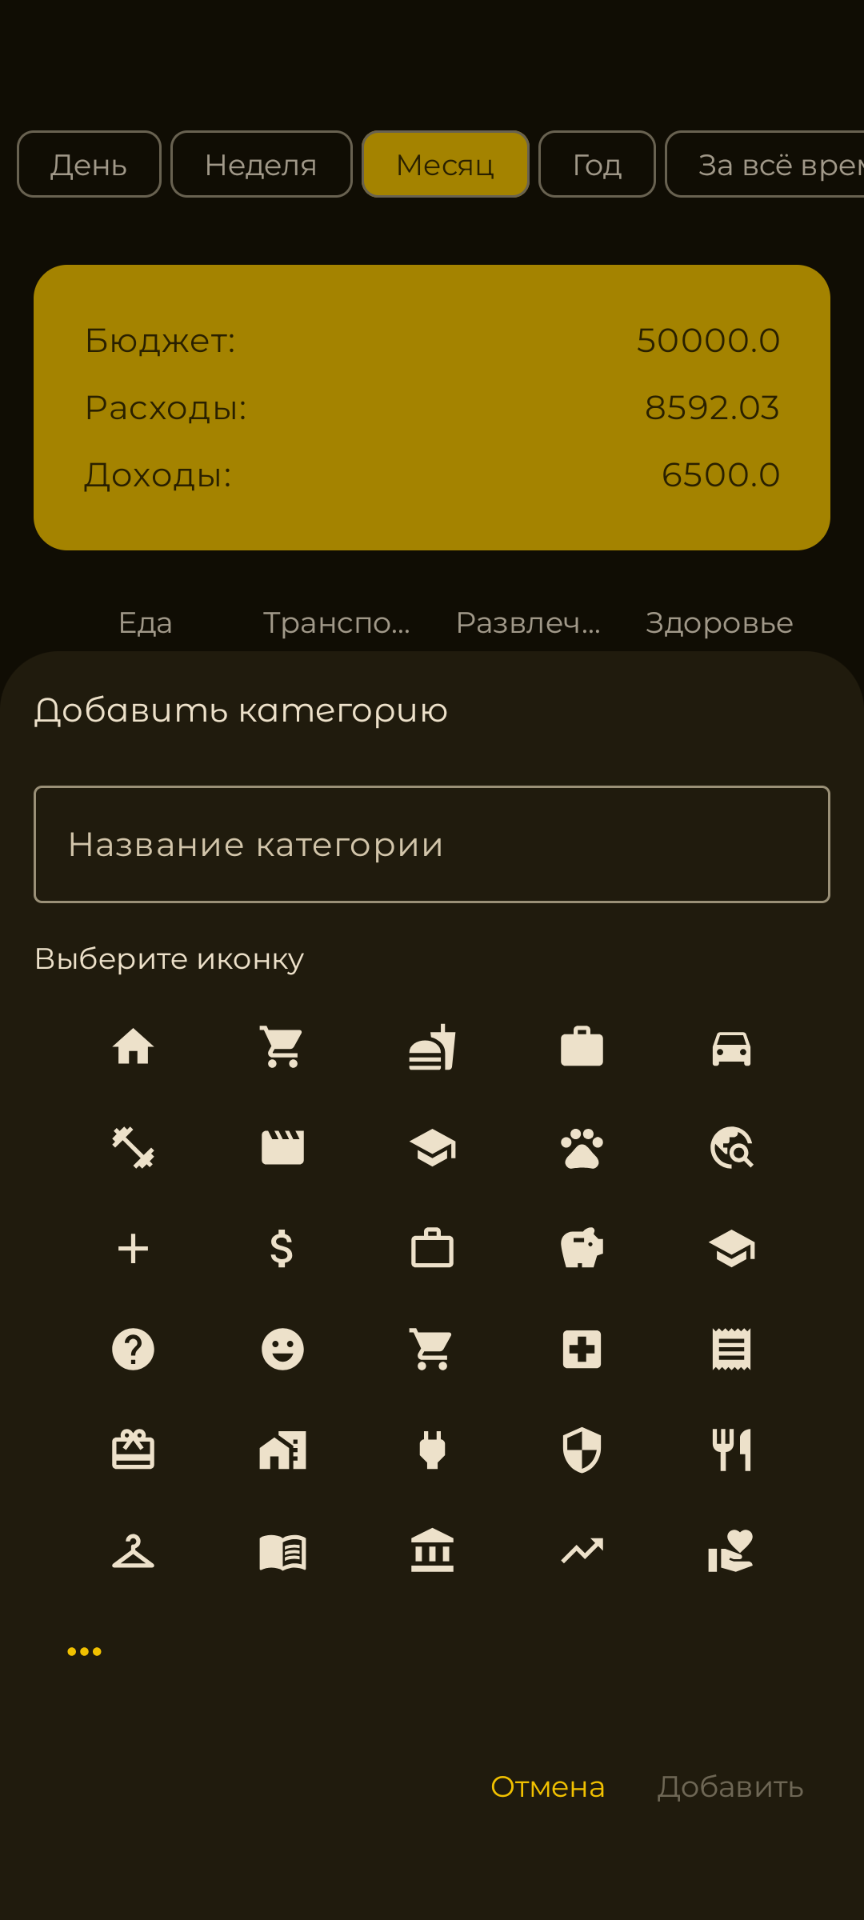 День Неделя Месяц Год За всё врем
Бюджет: 50000.0
Расходы: 8592.03
Доходы: 6500.0
Еда Транспо... Развлеч... Здоровье
Добавить категорию
Название категории
Выберите иконку
Отмена Добавить